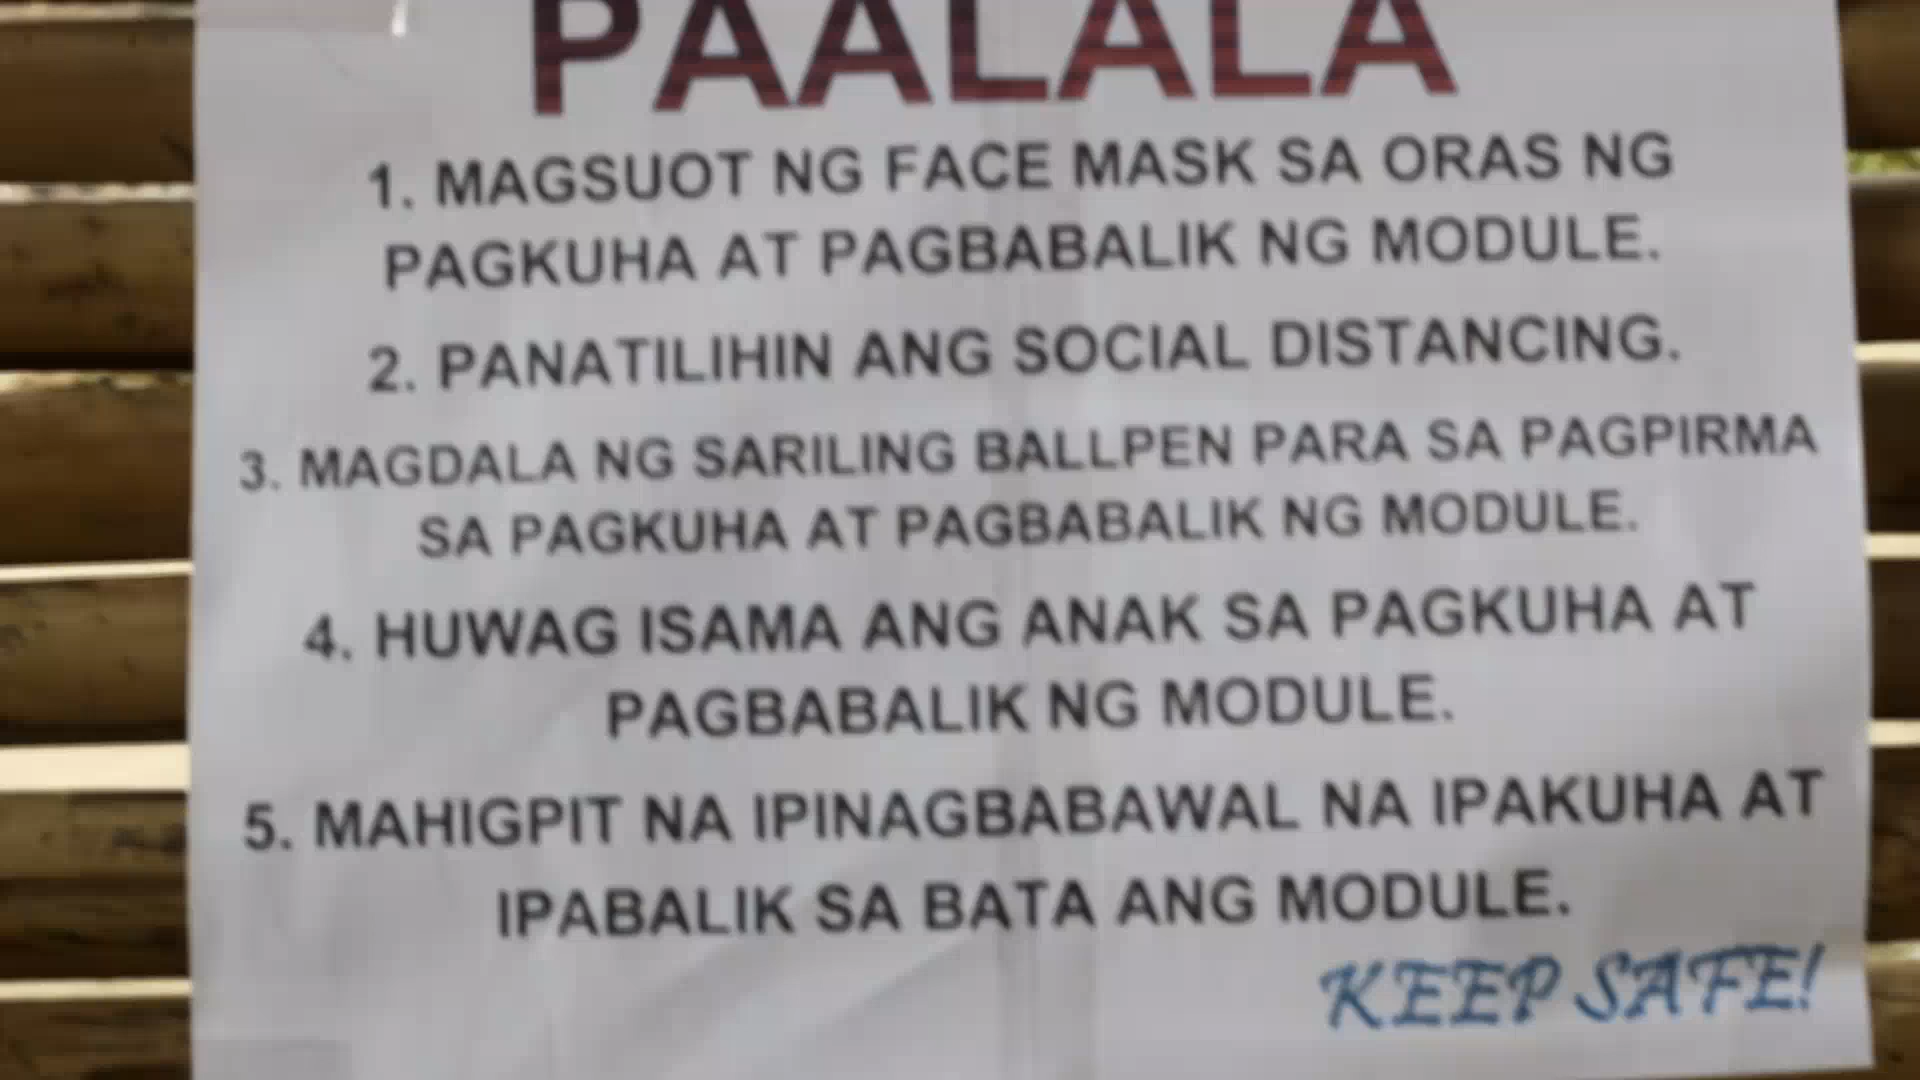 PAALALA
1. MAGSUOT NG FACE MASK SA ORAS NG
PAGKUHA AT PAGBABALIK NG MODULE.
2. PANATILIHIN ANG SOCIAL DISTANCING.
3. MAGDALA NG SARILING BALLPEN PARA SA PAGPIRMA
SA PAGKUHA AT PAGBABALIK NG MODULE.
4. HUWAG ISAMA ANG ANAK SA PAGKUHA AT
PAGBABALIK NG MODULE.
5. MAHIGPIT NA IPINAGBABAWAL NA IPAKUHA AT
IPABALIK SA BATA ANG MODULE.
KEEP SAFE!